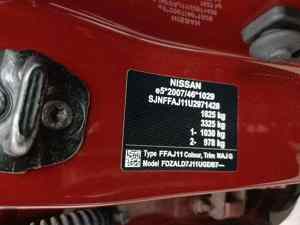 NISSAN
e5*2007/46*1029
SJNFFAJ11U2971428
1825 kg
3325 kg
1- 1030 kg
2- 978 kg
Type FFAJ11 Colour, Trim NAJ G
Model